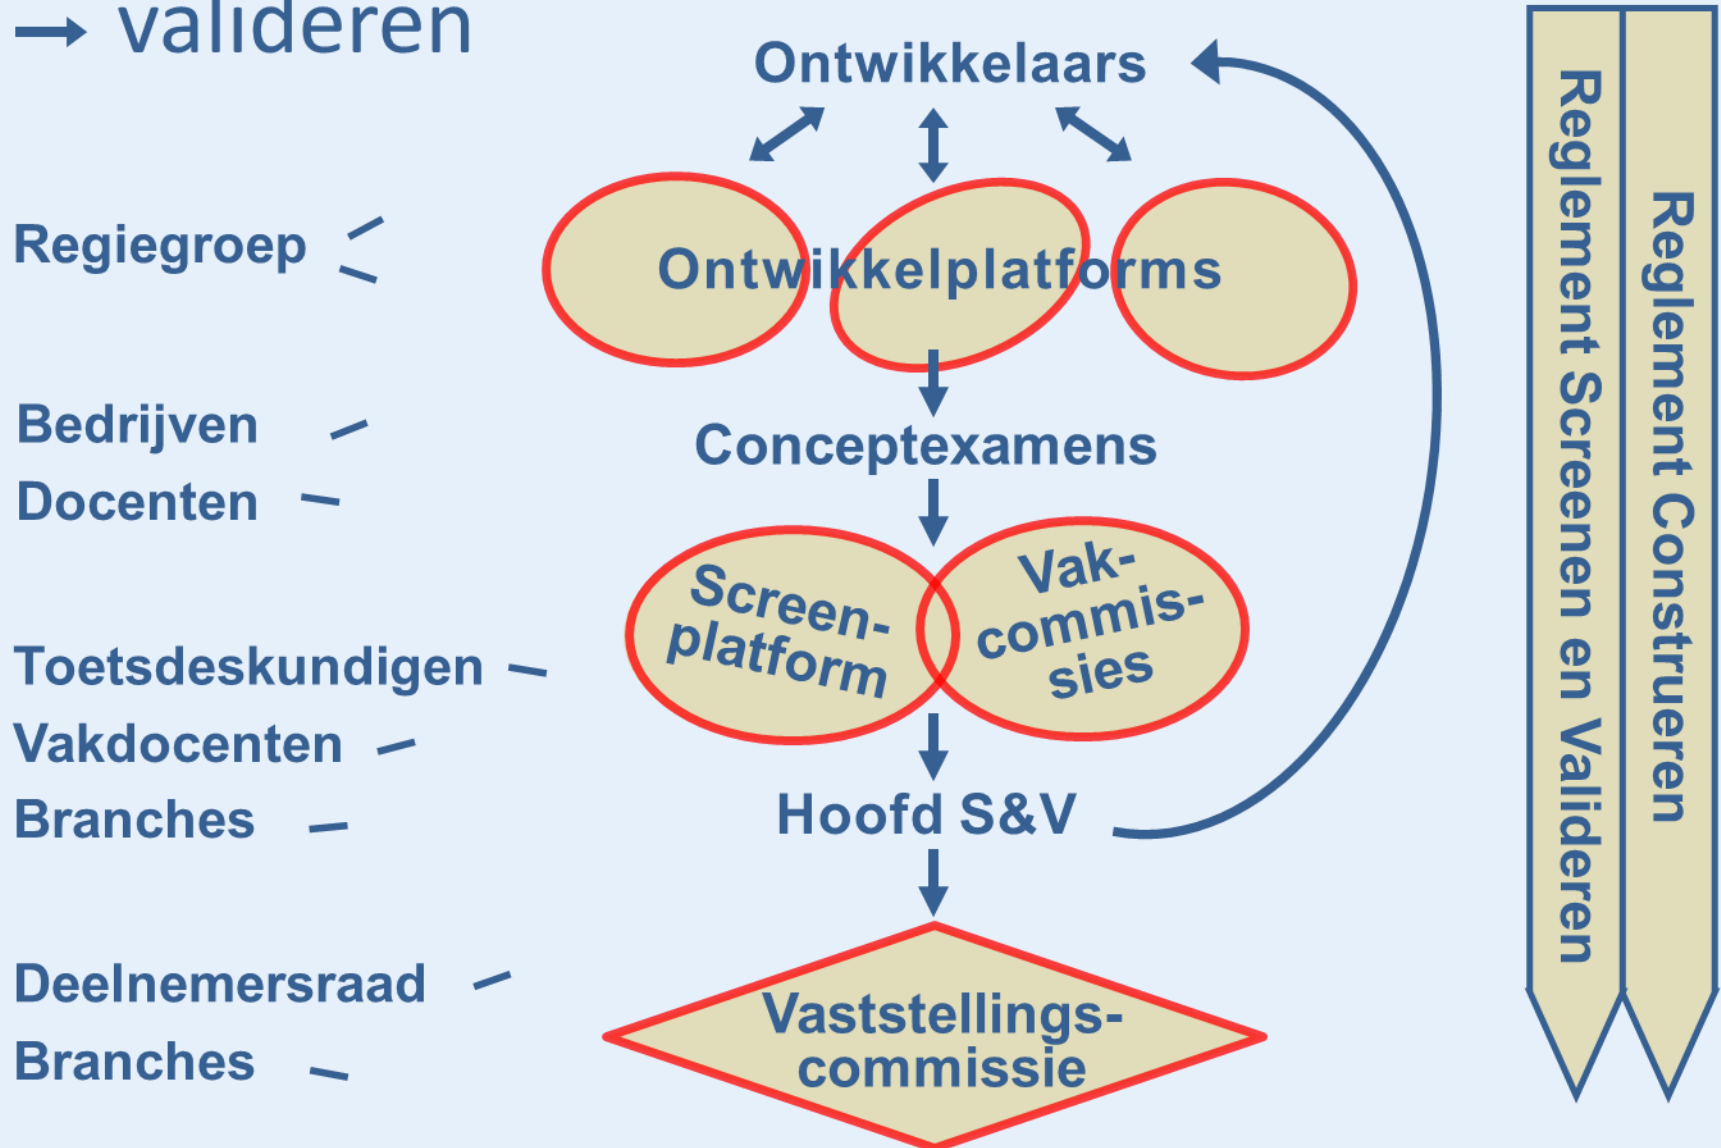 → valideren
Ontwikkelaars
Regiegroep
Ontwikkelplatforms
Bedrijven
Conceptexamens
Docenten
Screen-
platform
Vak-
commis-
sies
Toetsdeskundigen
Vakdocenten
Branches
Hoofd S&V
Deelnemersraad
Vaststellings-
commissie
Branches
Reglement Screenen en Valideren
Reglement Construeren